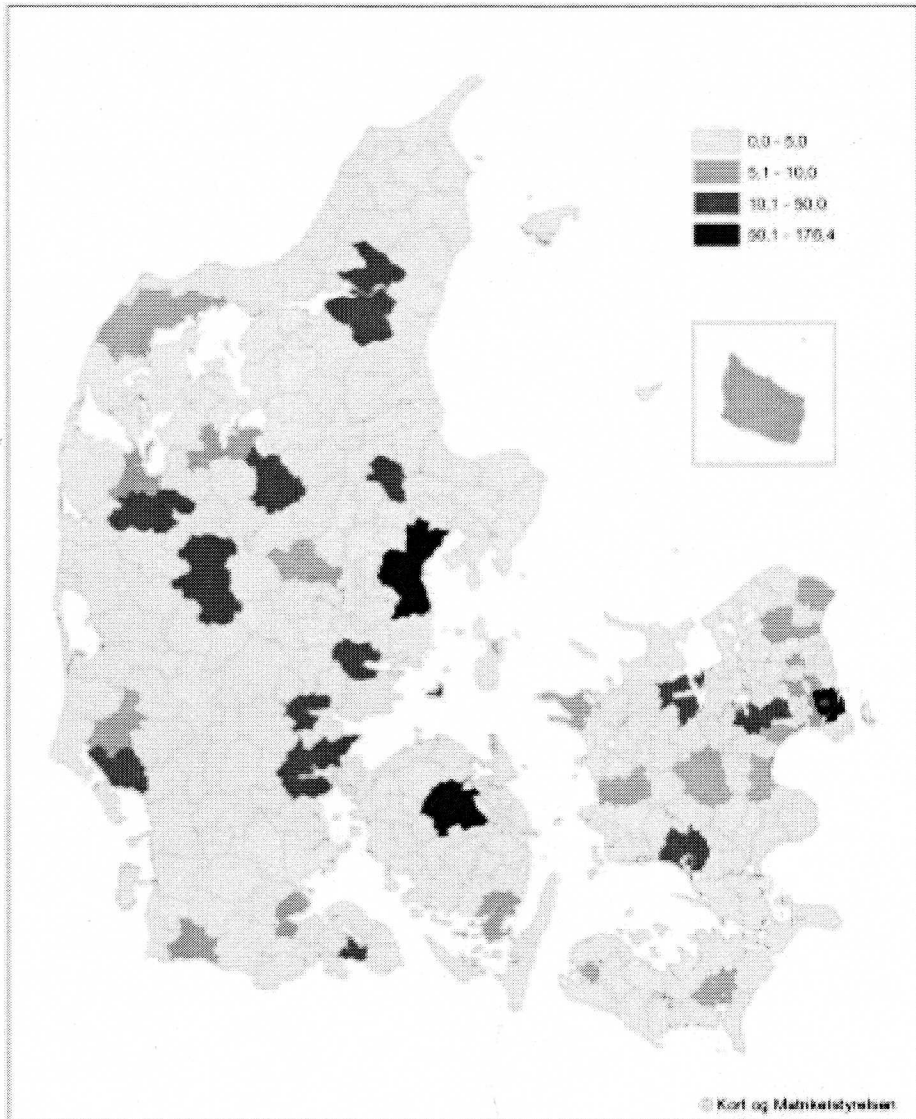 0,0 - 5,0
5,1 - 10,0
10,1 - 50,0
50,1 - 176,4
© Kort og Matrikelstyrelsen